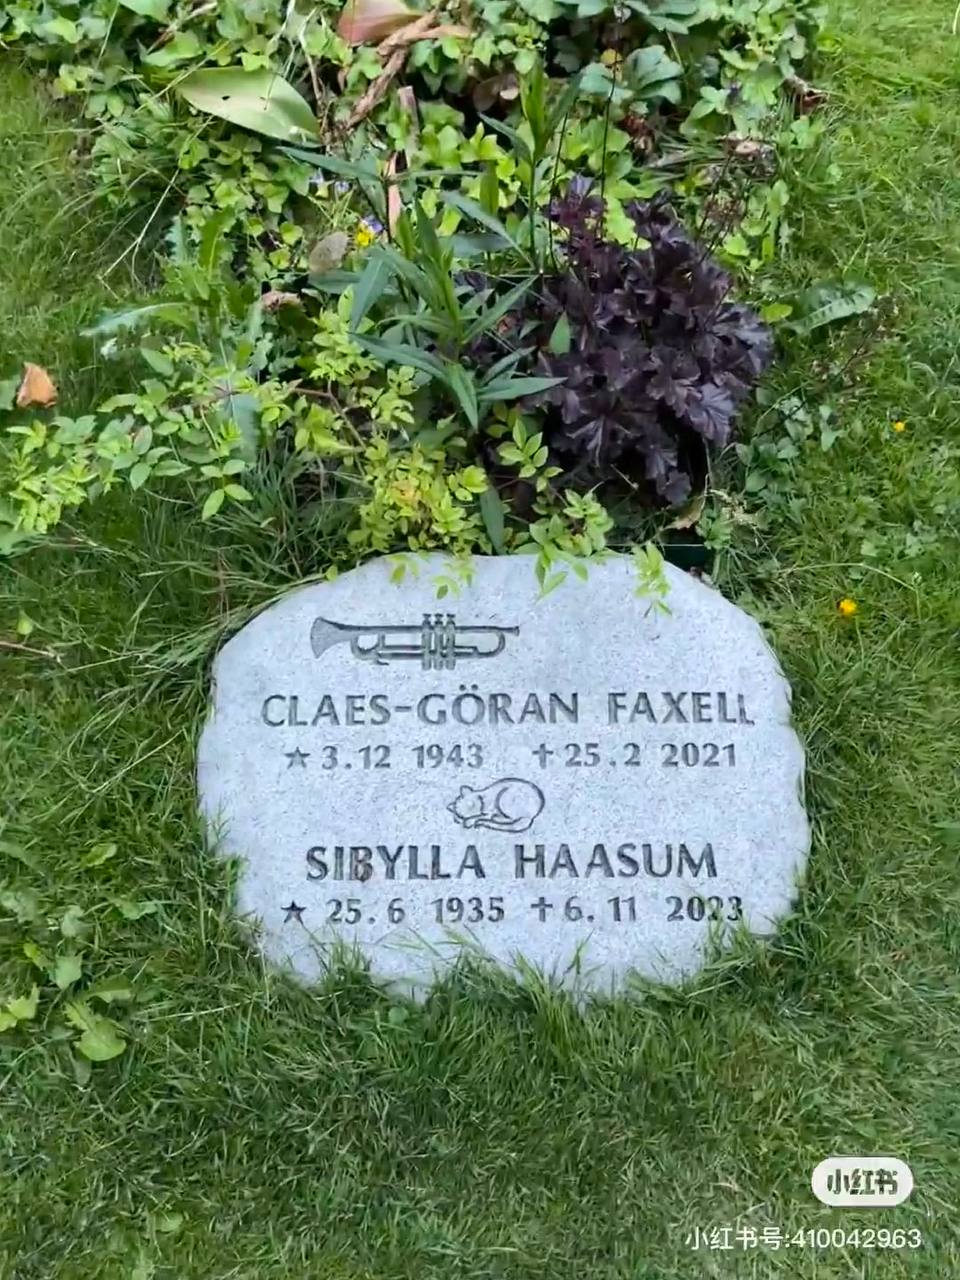 CLAES-GÖRAN FAXELL
★ 3.12 1943 ✝ 25.2 2021
SIBYLLA HAASUM
★ 25.6 1935 ✝ 6.11 2023
小红书
小红书号:410042963